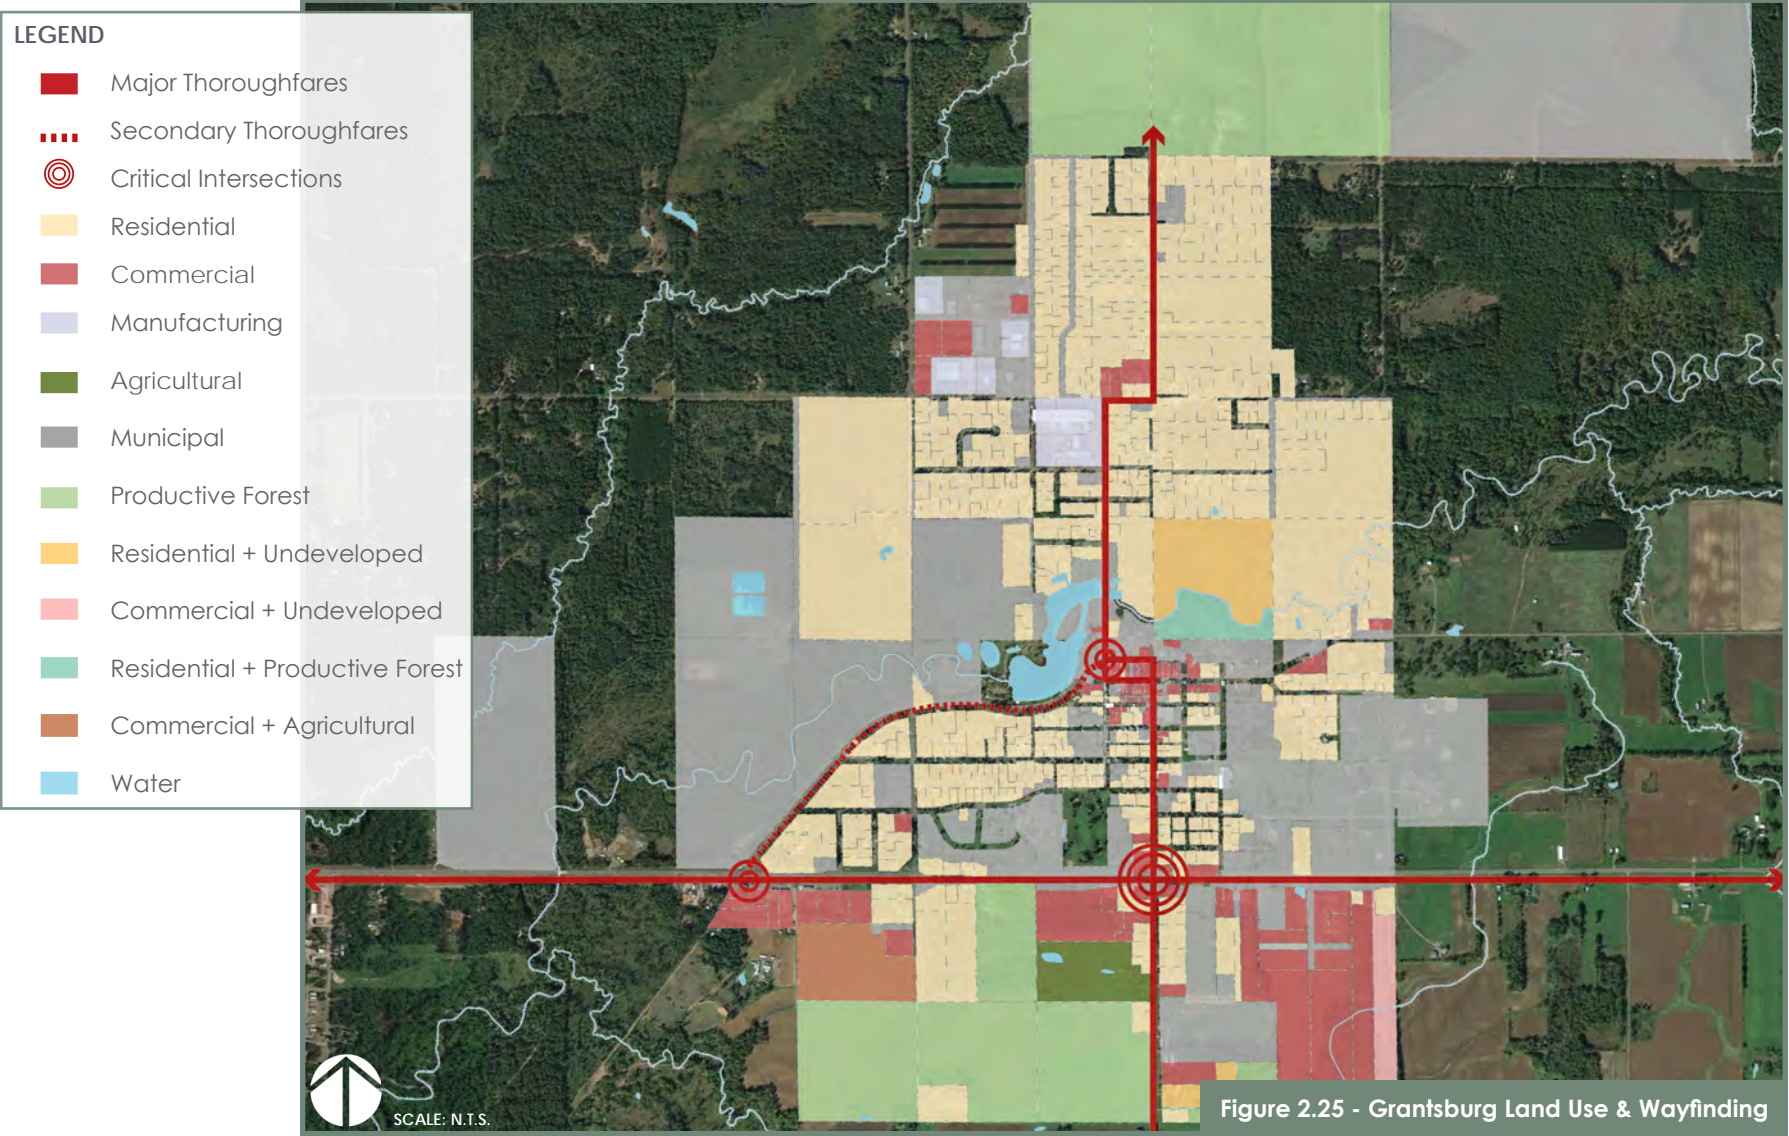 LEGEND
Major Thoroughfares
Secondary Thoroughfares
Critical Intersections
Residential
Commercial
Manufacturing
Agricultural
Municipal
Productive Forest
Residential + Undeveloped
Commercial + Undeveloped
Residential + Productive Forest
Commercial + Agricultural
Water
SCALE: N.T.S.
Figure 2.25 - Grantsburg Land Use & Wayfinding